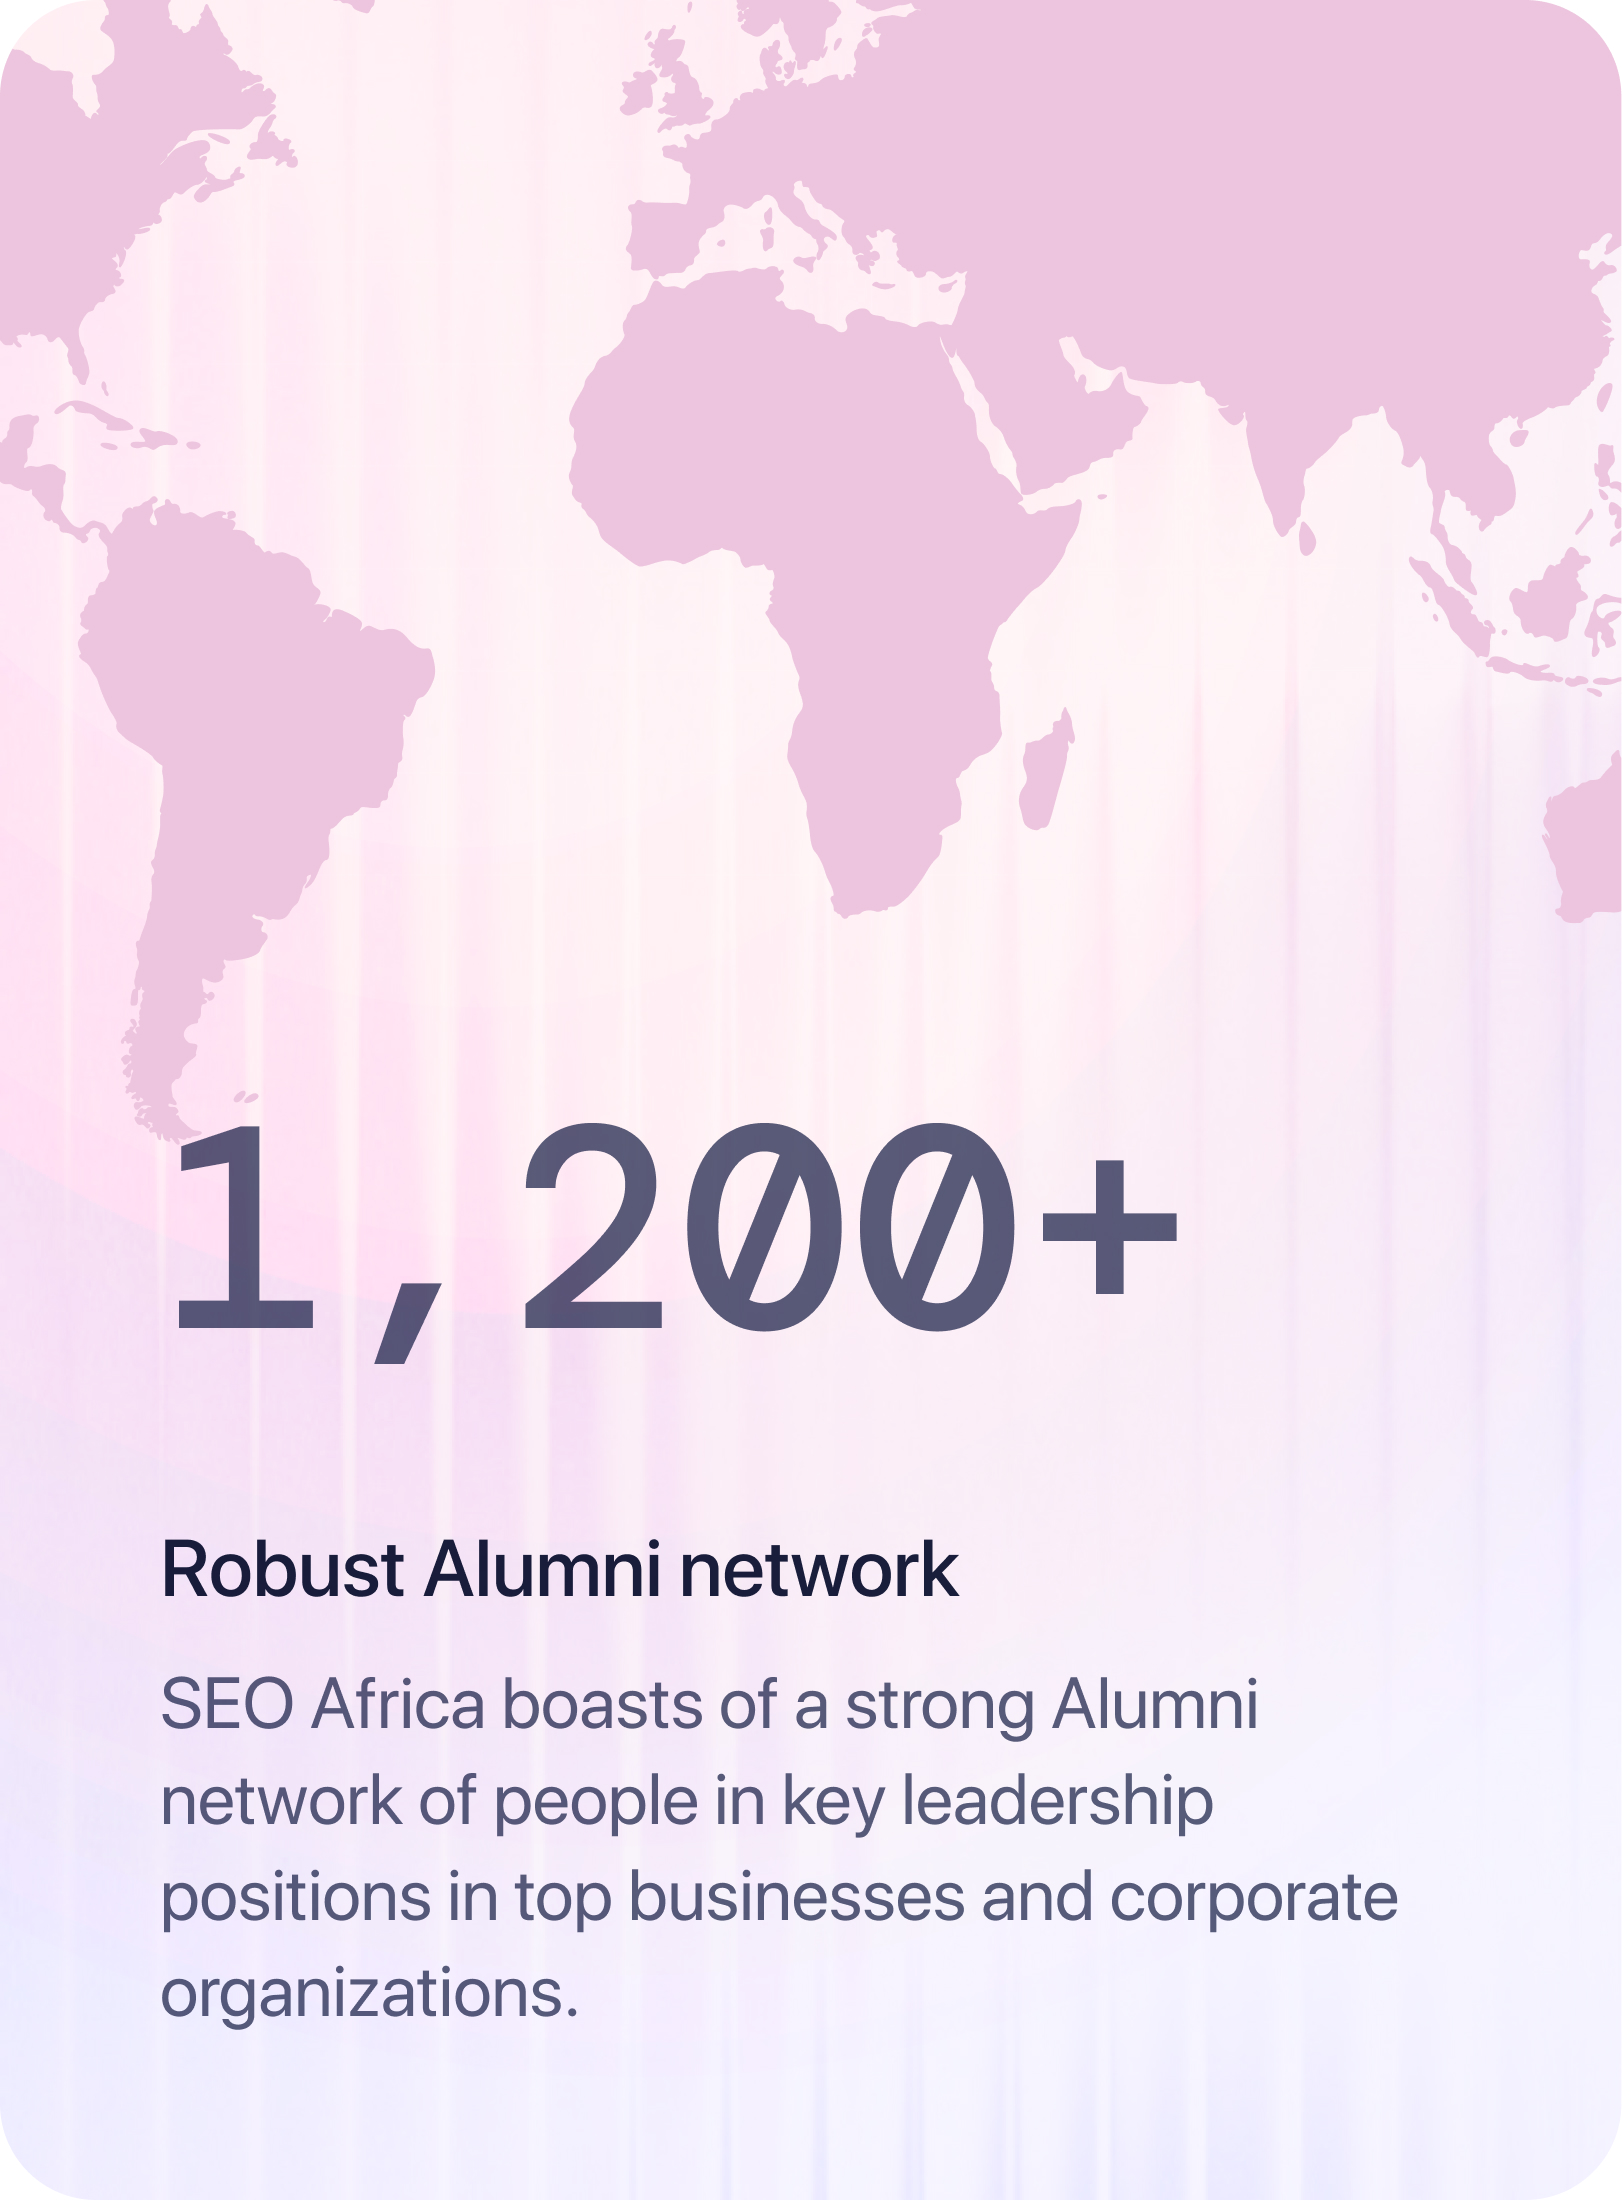 1,200+
Robust Alumni network
SEO Africa boasts of a strong Alumni
network of people in key leadership
positions in top businesses and corporate
organizations.